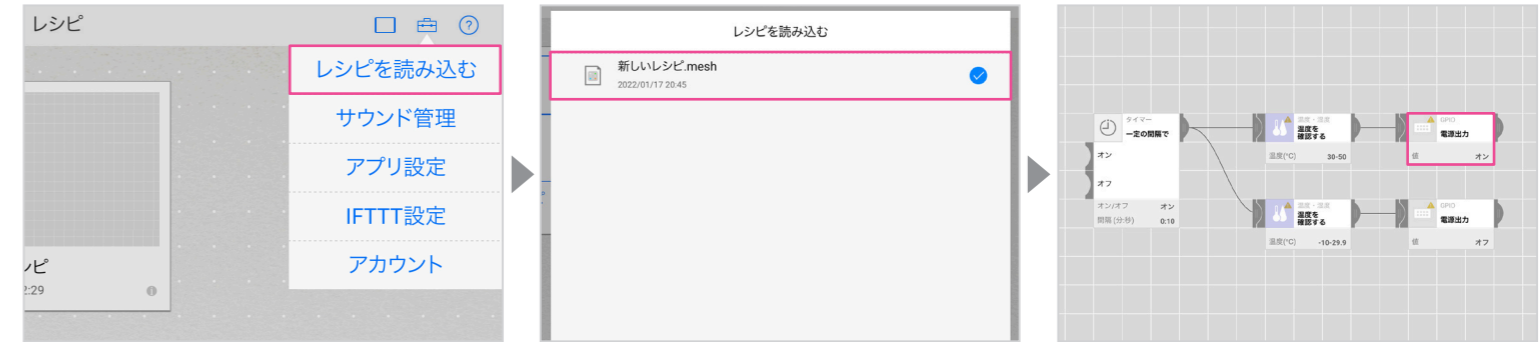 レシピ
レシピを読み込む
サウンド管理
アプリ設定
IFTTT設定
アカウント
ピ
2:29
レシピを読み込む
新しいレシピ.mesh
2022/01/17 20:45
タイマー
一定の間隔で
オン
オフ
オン/オフ オン
間隔 (分:秒) 0:10
温度・湿度
温度を
確認する
温度(°C) 30-50
GPIO
電源出力
値 オン
温度・湿度
温度を
確認する
温度(°C) -10-29.9
GPIO
電源出力
値 オフ